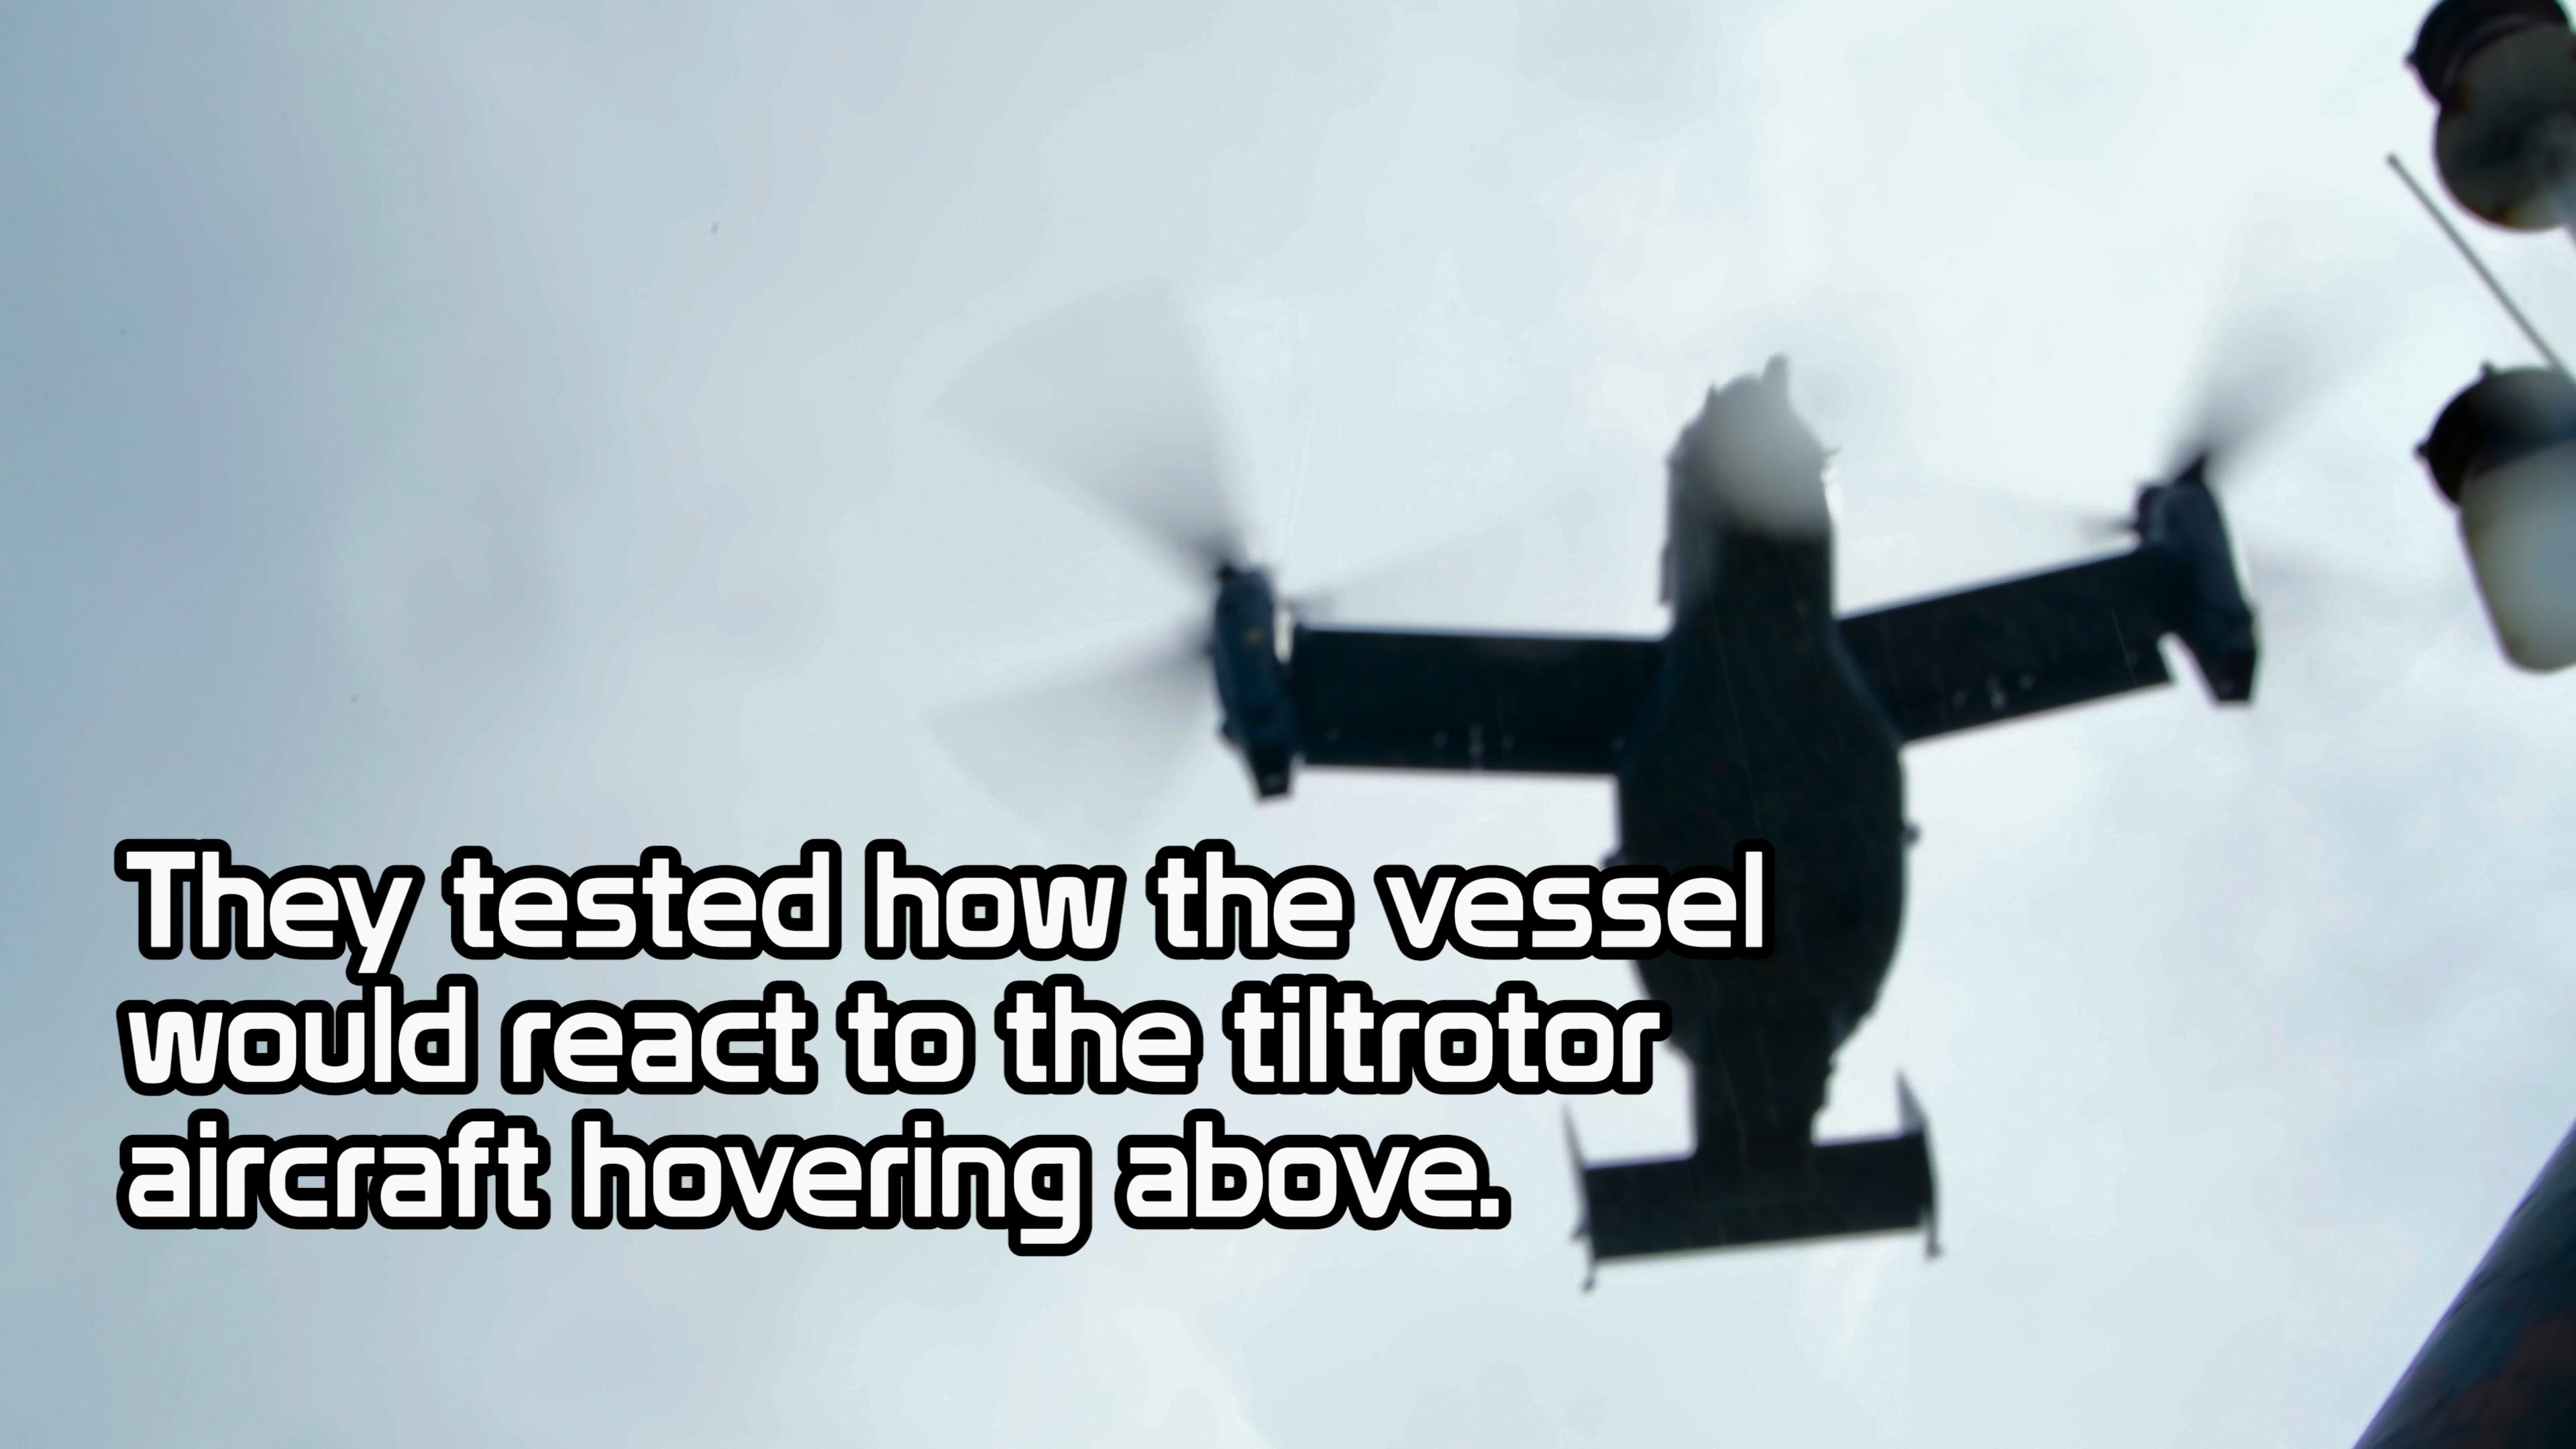 They tested how the vessel
would react to the tiltrotor
aircraft hovering above.